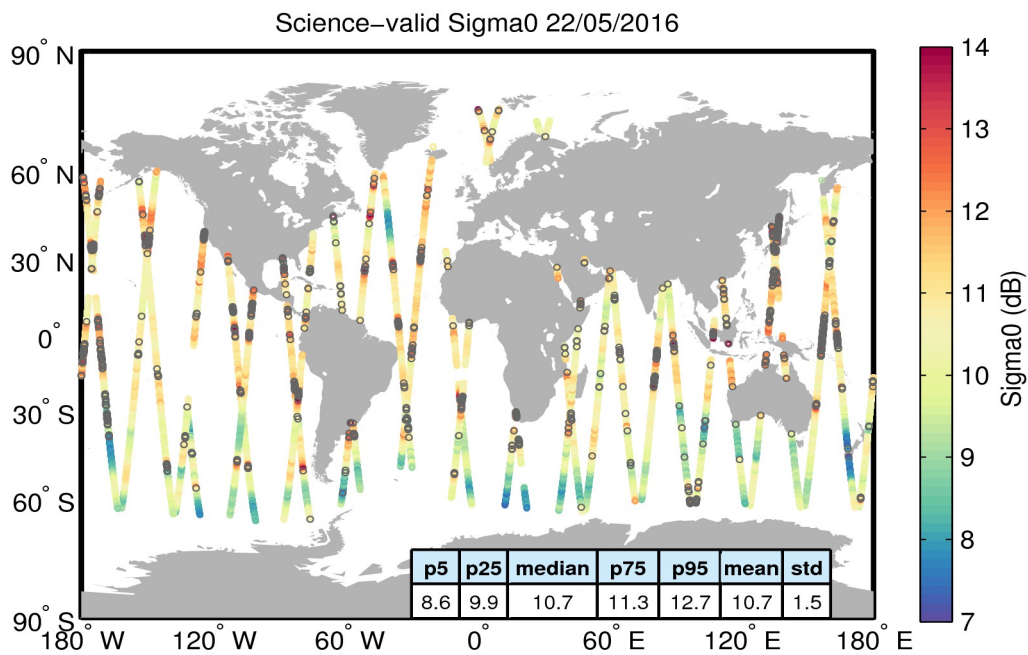 Science−valid Sigma0 22/05/2016
90° N
60° N
30° N
0°
30° S
60° S
90° S
180° W
120° W
60° W
0°
60° E
120° E
180° E
p5 p25 median p75 p95 mean std
8.6 9.9 10.7 11.3 12.7 10.7 1.5
14
13
12
11
10
9
8
7
Sigma0 (dB)